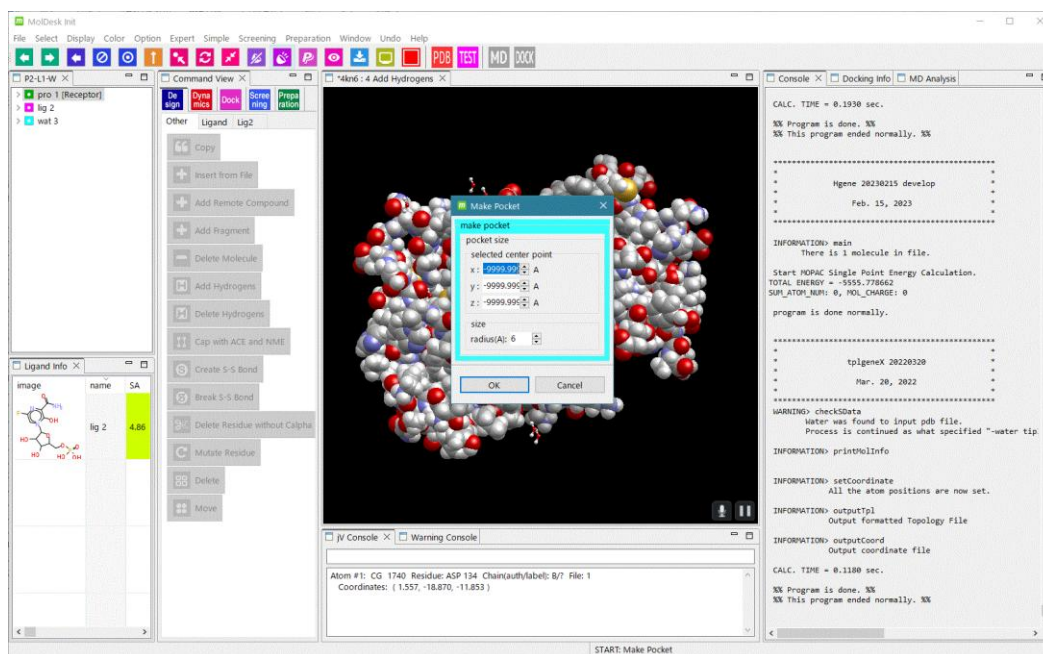 MolDesk Init
File Select Display Color Option Expert Simple Screening Preparation Window Undo Help
PDB TEST MD DOCK
P2-L1-W
pro 1 [Receptor]
lig 2
wat 3
Ligand Info
image name SA
lig 2 4.86
Command View
De sign
Dyna mics
Dock
Scree ning
Prepa ration
Other Ligand Lig2
Copy
Insert from File
Add Remote Compound
Add Fragment
Delete Molecule
Add Hydrogens
Delete Hydrogens
Cap with ACE and NME
Create S-S Bond
Break S-S Bond
Delete Residue without Calpha
Mutate Residue
Delete
Move
*4kn6 : 4 Add Hydrogens
Make Pocket
make pocket
pocket size
selected center point
x : -9999.999 A
y : -9999.999 A
z : -9999.999 A
size
radius(A): 6
OK Cancel
jV Console Warning Console
Atom #1: CG 1740 Residue: ASP 134 Chain(auth/label): B/? File: 1
Coordinates: ( 1.557, -18.870, -11.853 )
Console Docking Info MD Analysis
CALC. TIME = 0.1930 sec.
%% Program is done. %%
%% This program ended normally. %%
***********************************************
* *
* Hgene 20230215 develop *
* Feb. 15, 2023 *
* *
***********************************************
INFORMATION> main
There is 1 molecule in file.
Start MOPAC Single Point Energy Calculation.
TOTAL ENERGY = -5555.778662
SUM_ATOM_NUM: 0, MOL_CHARGE: 0
program is done normally.
***********************************************
* *
* tplgeneX 20220320 *
* Mar. 20, 2022 *
* *
***********************************************
WARNING> checkSData
Water was found to input pdb file.
Process is continued as what specified "-water tip
INFORMATION> printMolInfo
INFORMATION> setCoordinate
All the atom positions are now set.
INFORMATION> outputTpl
Output formatted Topology File
INFORMATION> outputCoord
Output coordinate file
CALC. TIME = 0.1180 sec.
%% Program is done. %%
%% This program ended normally. %%
START: Make Pocket